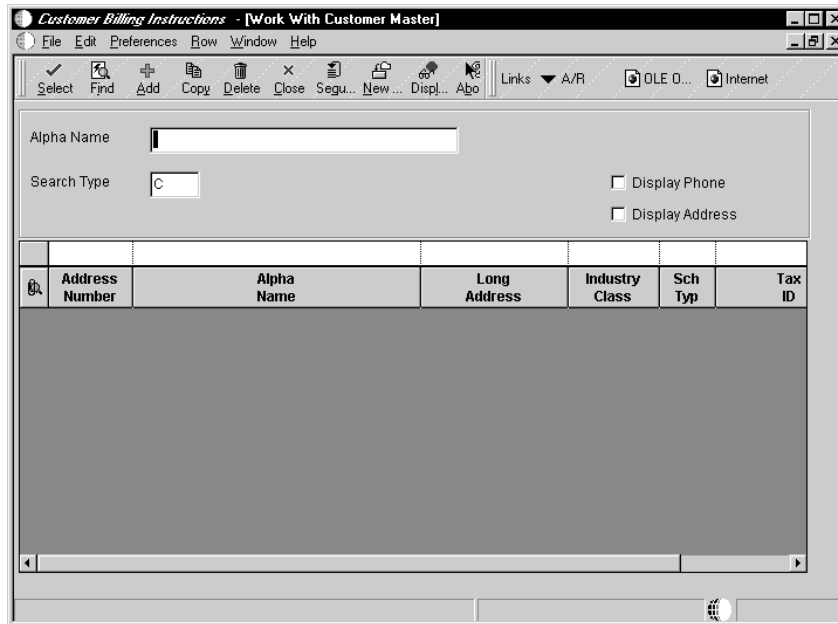 Customer Billing Instructions - [Work With Customer Master]
File Edit Preferences Row Window Help
Select Find Add Copy Delete Close Sequ... New ... Displ... Abo Links A/R OLE O... Internet
Alpha Name
Search Type C
Display Phone
Display Address
Address Number Alpha Name Long Address Industry Class Sch Typ Tax ID